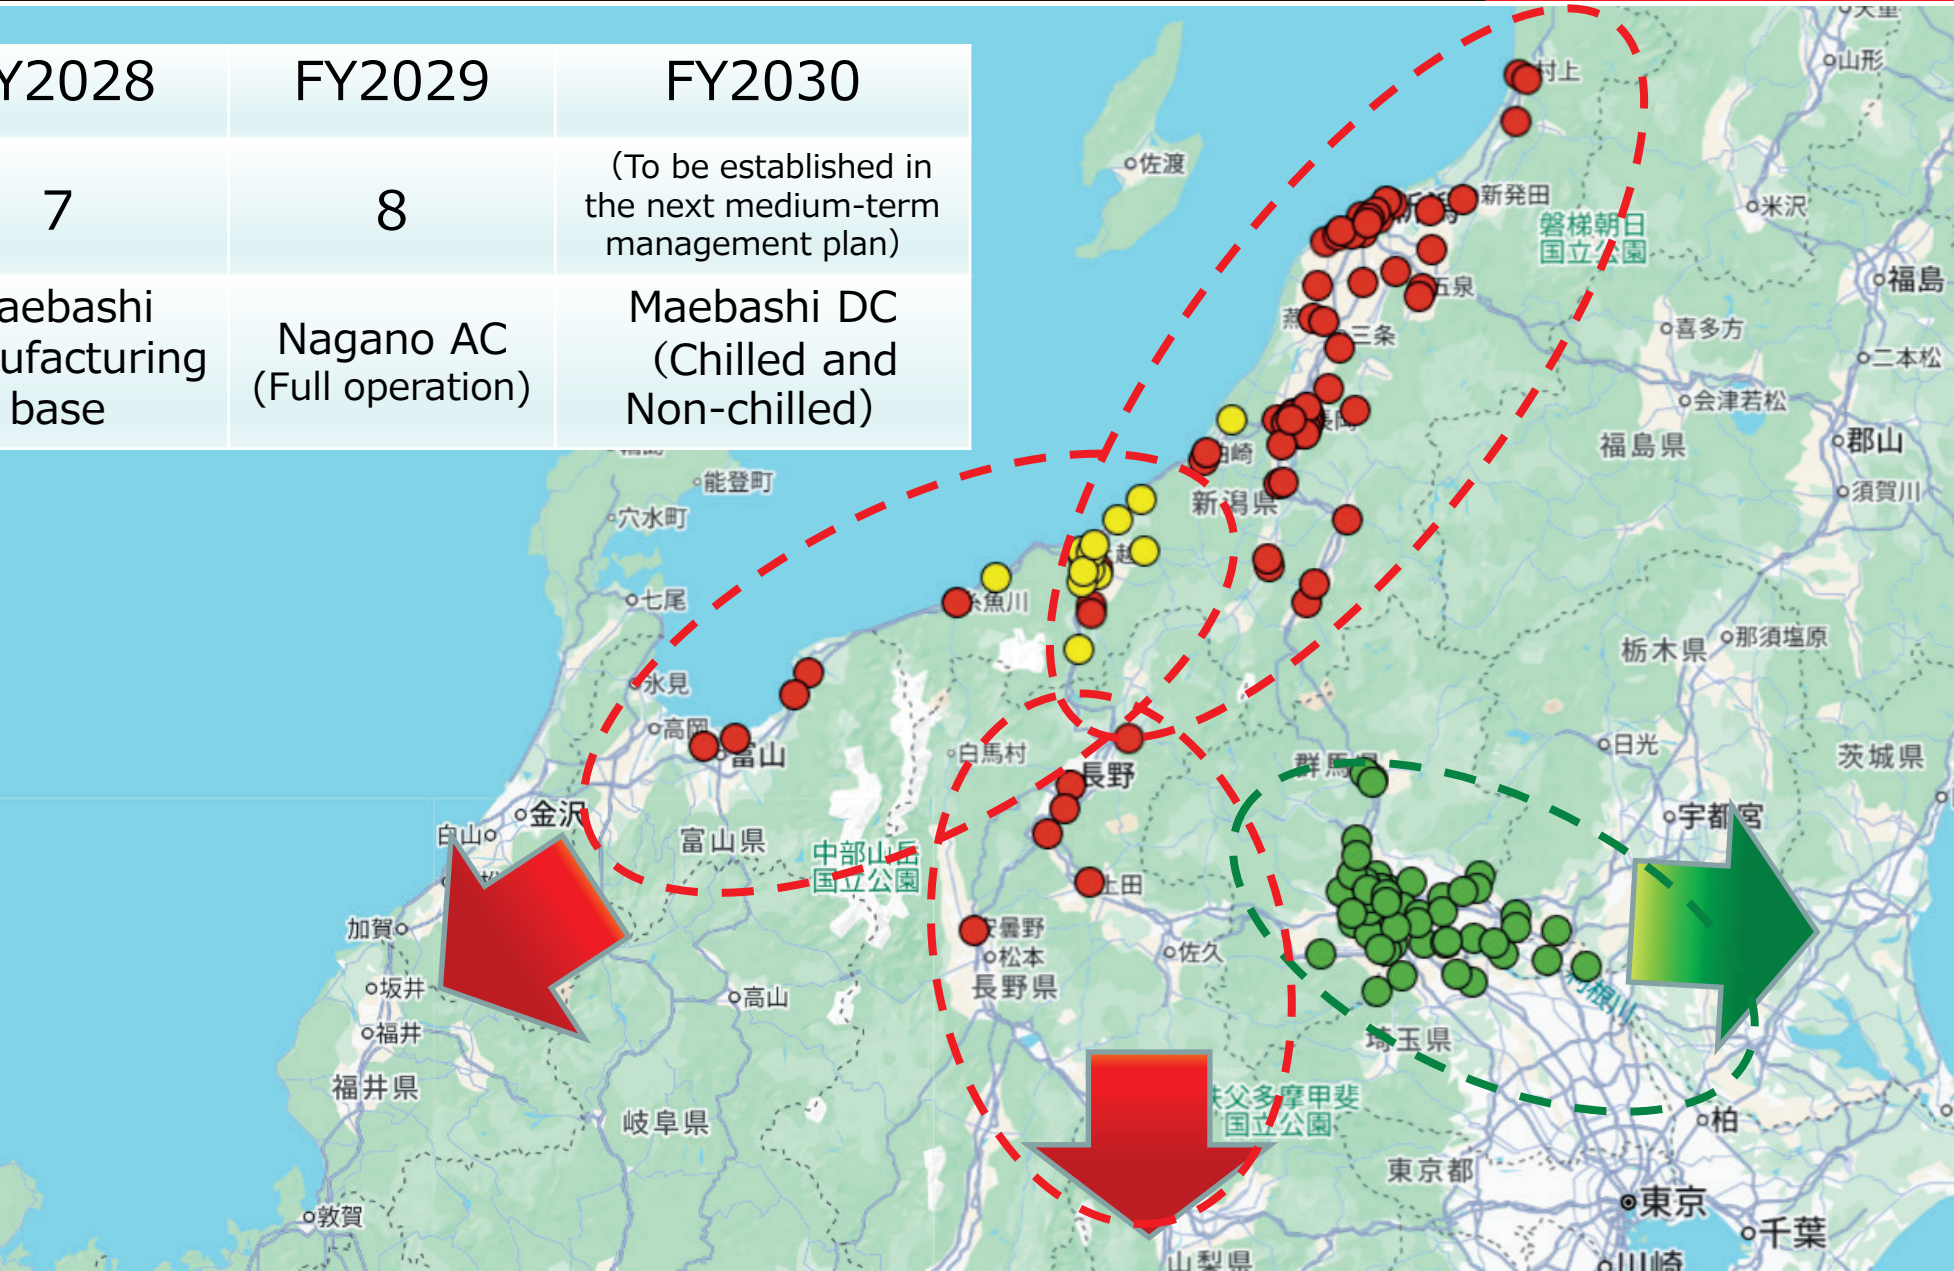 Y2028
FY2029
FY2030
7
8
（To be established in
the next medium-term
management plan）
aebashi
ufacturing
base
Nagano AC
(Full operation)
Maebashi DC
（Chilled and
Non-chilled）
村上
山形
佐渡
新発田
米沢
磐梯朝日
国立公園
福島
五泉
燕
三条
喜多方
二本松
会津若松
福島県
郡山
須賀川
新潟県
能登町
穴水町
七尾
糸魚川
氷見
高岡
富山
栃木県
那須塩原
日光
茨城県
白馬村
長野
群馬県
宇都宮
金沢
白山
富山県
中部山岳
国立公園
上田
加賀
安曇野
松本
佐久
長野県
坂井
高山
福井
利根川
埼玉県
福井県
岐阜県
秩父多摩甲斐
国立公園
柏
東京都
東京
敦賀
千葉
山梨県
川崎